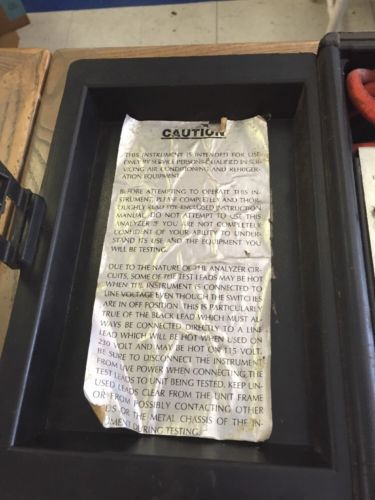 CAUTION
THIS INSTRUMENT IS INTENDED FOR USE
ONLY BY SERVICE PERSONS QUALIFIED IN SER-
VICING AIR CONDITIONING AND REFRIGER-
ATION EQUIPMENT.
BEFORE ATTEMPTING TO OPERATE THIS IN-
STRUMENT, PLEASE COMPLETELY AND THOR-
OUGHLY READ THE ENCLOSED INSTRUCTION
MANUAL. DO NOT ATTEMPT TO USE THIS
ANALYZER IF YOU ARE NOT COMPLETELY
CONFIDENT OF YOUR ABILITY TO UNDER-
STAND ITS USE AND THE EQUIPMENT YOU
WILL BE TESTING.
DUE TO THE NATURE OF THE ANALYZER CIR-
CUITS, SOME OF THE TEST LEADS MAY BE HOT
WHEN THE INSTRUMENT IS CONNECTED TO
LINE VOLTAGE EVEN THOUGH THE SWITCHES
ARE IN OFF POSITION. THIS IS PARTICULARLY
TRUE OF THE BLACK LEAD WHICH MUST AL-
WAYS BE CONNECTED DIRECTLY TO A LINE
LEAD WHICH WILL BE HOT WHEN USED ON
230 VOLT AND MAY BE HOT ON 115 VOLT.
BE SURE TO DISCONNECT THE INSTRUMENT
FROM LIVE POWER WHEN CONNECTING THE
TEST LEADS TO UNIT BEING TESTED. KEEP UN-
USED LEADS CLEAR FROM THE UNIT FRAME
OR FROM POSSIBLY CONTACTING OTHER
DS OR THE METAL CHASSIS OF THE IN-
UMENT DURING TESTING.